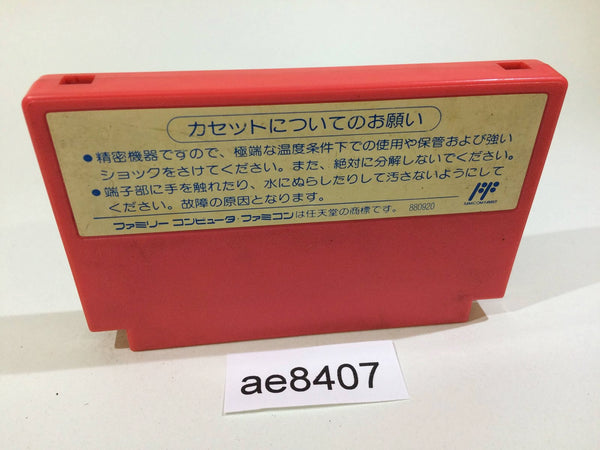 カセットについてのお願い
●精密機器ですので、極端な温度条件下での使用や保管および強い
ショックをさけてください。また、絶対に分解しないでください。
●端子部に手を触れたり、水にぬらしたりして汚さないようにして
ください。故障の原因となります。
ファミリーコンピュータ・ファミコンは任天堂の商標です。 880920
FAMICOM FAMILY
ae8407